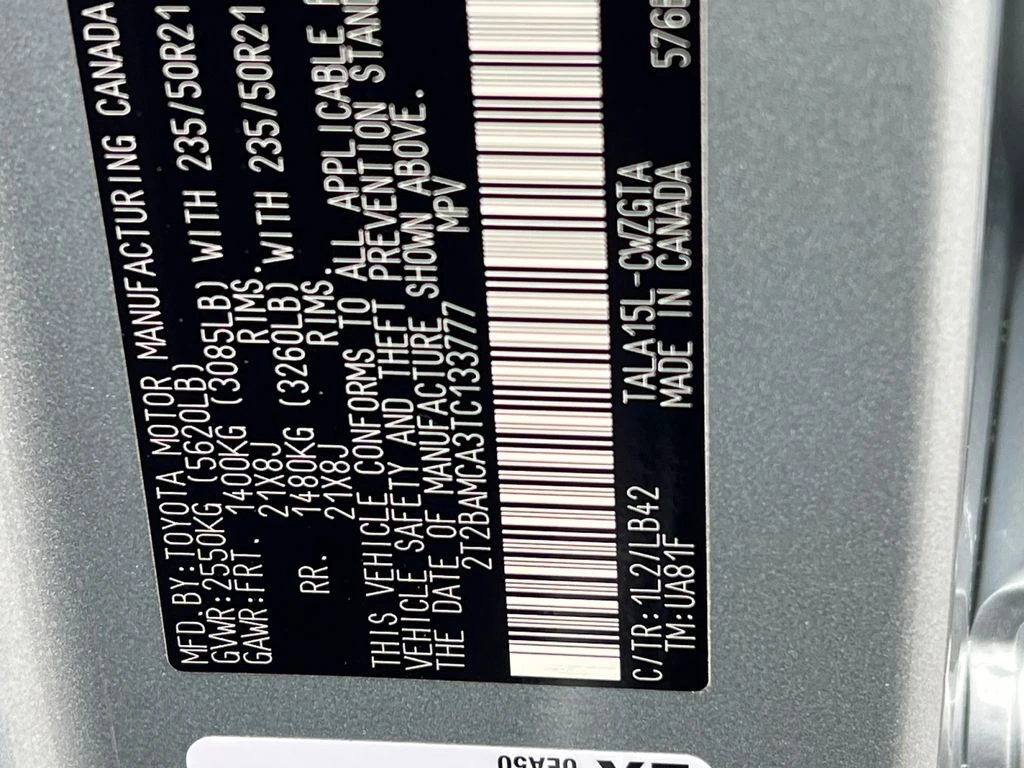 MFD.BY:TOYOTA MOTOR MANUFACTURING CANADA
GVWR:2550KG (5620LB)
GAWR:FRT. 1400KG (3085LB) WITH 235/50R21
21X8J RIMS.
RR. 1480KG (3260LB) WITH 235/50R21
21X8J RIMS.
THIS VEHICLE CONFORMS TO ALL APPLICABLE
VEHICLE SAFETY AND THEFT PREVENTION STAN
THE DATE OF MANUFACTURE SHOWN ABOVE.
2T2BAMCA3TC133777 MPV
C/TR:1L2/LB42 TALA15L-CWZGTA
TM:UA81F MADE IN CANADA 576
0EA50